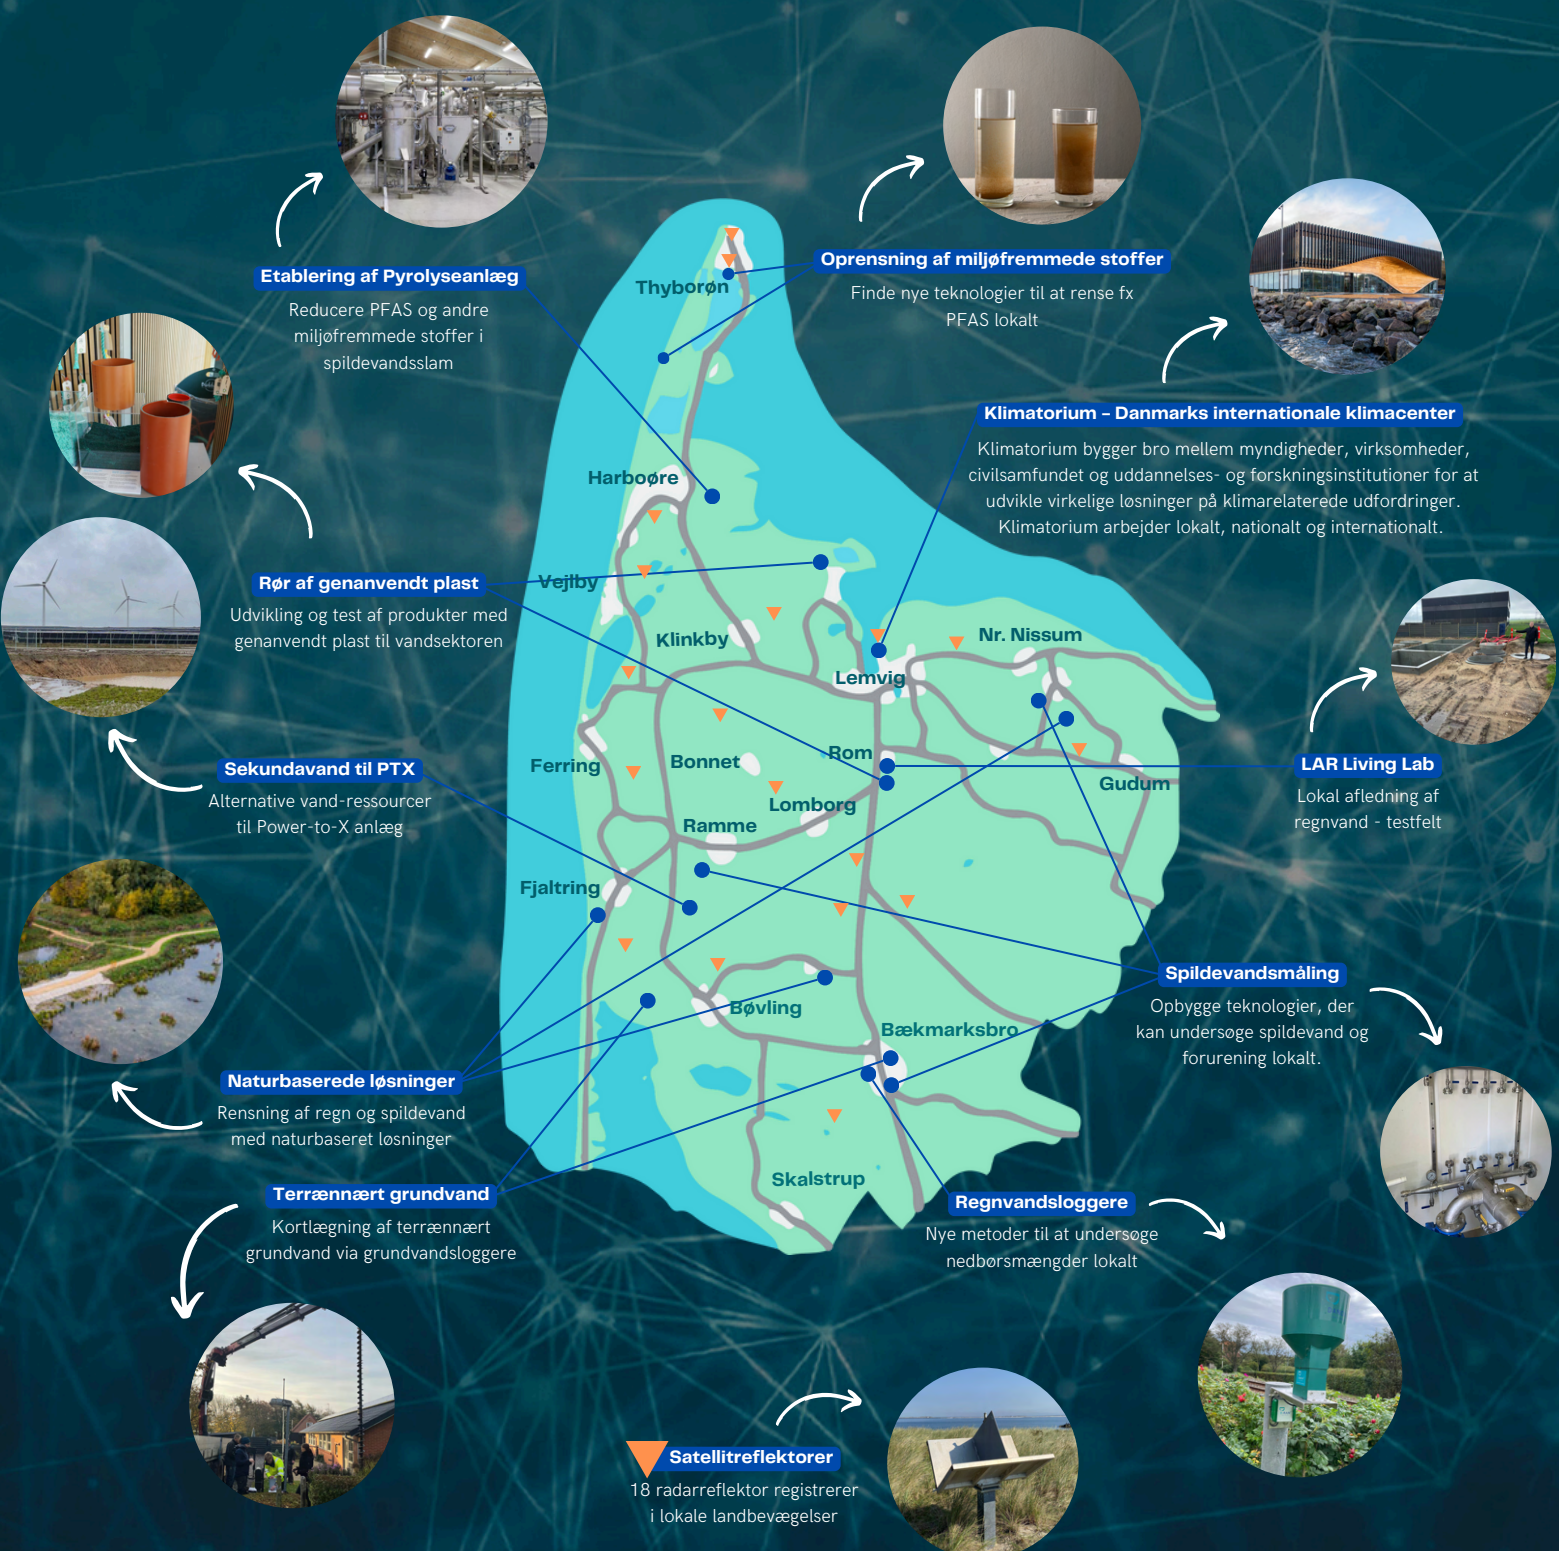 Etablering af Pyrolyseanlæg
Reducere PFAS og andre
miljøfremmede stoffer i
spildevandsslam
Oprensning af miljøfremmede stoffer
Finde nye teknologier til at rense fx
PFAS lokalt
Klimatorium – Danmarks internationale klimacenter
Klimatorium bygger bro mellem myndigheder, virksomheder,
civilsamfundet og uddannelses- og forskningsinstitutioner for at
udvikle virkelige løsninger på klimarelaterede udfordringer.
Klimatorium arbejder lokalt, nationalt og internationalt.
Rør af genanvendt plast
Udvikling og test af produkter med
genanvendt plast til vandsektoren
Sekundavand til PTX
Alternative vand-ressourcer
til Power-to-X anlæg
LAR Living Lab
Lokal afledning af
regnvand - testfelt
Thyborøn
Harboøre
Vejlby
Klinkby
Nr. Nissum
Lemvig
Rom
Bonnet
Ferring
Gudum
Lomborg
Ramme
Fjaltring
Bøvling
Bækmarksbro
Skalstrup
Spildevandsmåling
Opbygge teknologier, der
kan undersøge spildevand og
forurening lokalt.
Naturbaserede løsninger
Rensning af regn og spildevand
med naturbaseret løsninger
Terrænnært grundvand
Kortlægning af terrænnært
grundvand via grundvandsloggere
Regnvandsloggere
Nye metoder til at undersøge
nedbørsmængder lokalt
Satellitreflektorer
18 radarreflektor registrerer
i lokale landbevægelser